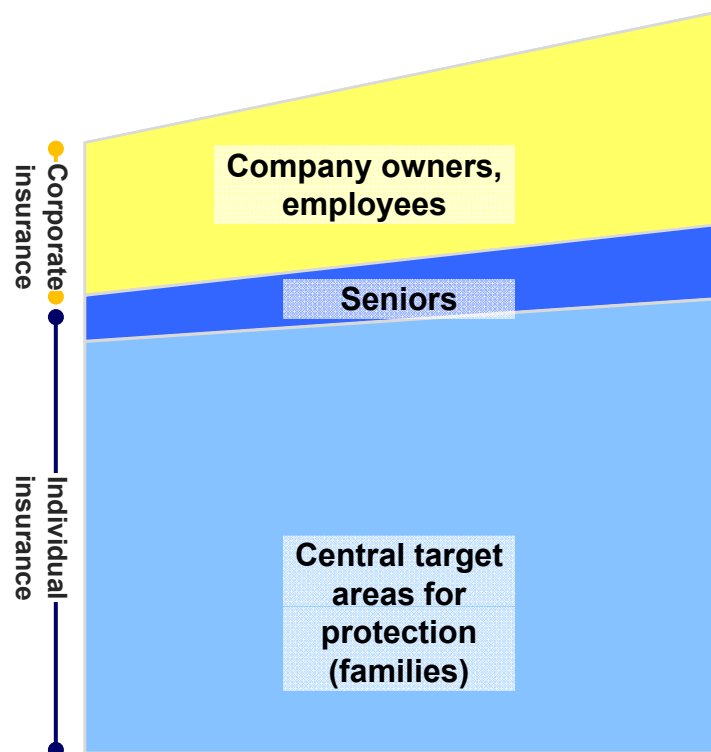 Company owners,
employees
Corporate
insurance
Seniors
Individual
insurance
Central target
areas for
protection
(families)